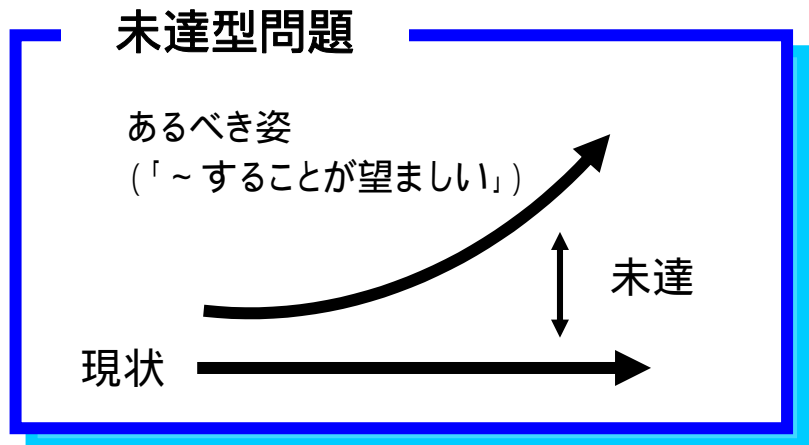 未達型問題
あるべき姿
(「~することが望ましい」)
未達
現状